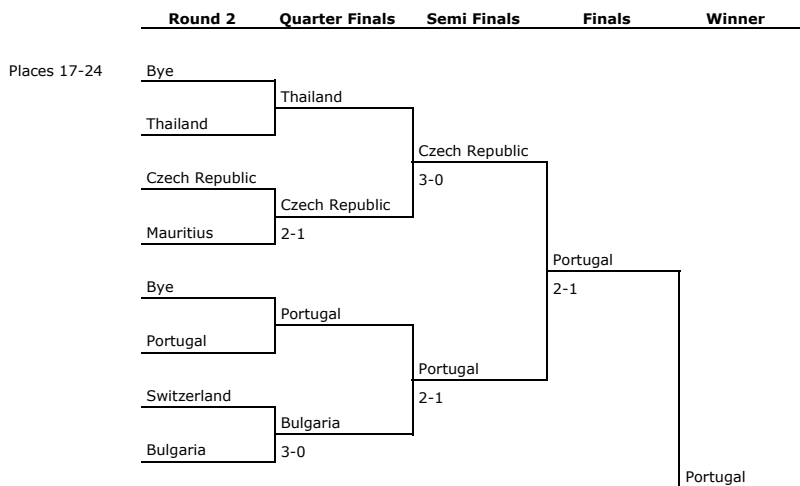 Round 2 Quarter Finals Semi Finals Finals Winner
Places 17-24 Bye
Thailand
Thailand
Czech Republic
Czech Republic
3-0
Czech Republic
Mauritius 2-1
Portugal
Bye
2-1
Portugal
Portugal
Portugal
Switzerland
2-1
Bulgaria
Bulgaria 3-0
Portugal